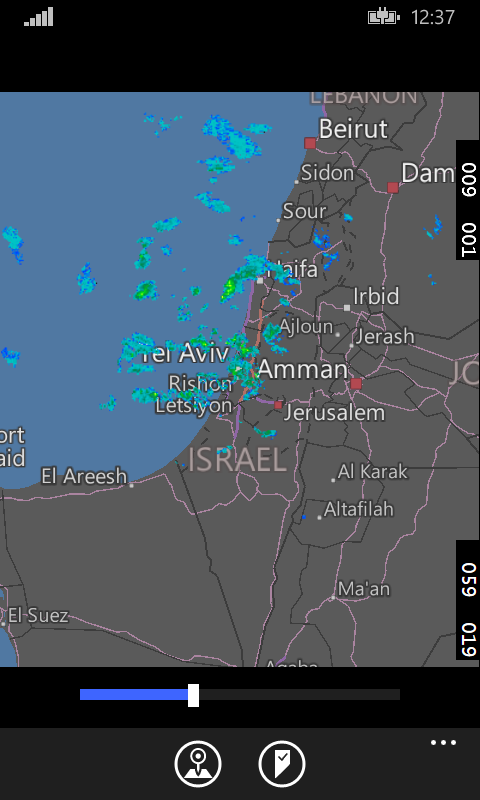 12:37
LEBANON
Beirut
Sidon
Dam
Sour
009
001
Haifa
Irbid
Ajloun
Jerash
Tel Aviv
Rishon
Letsiyon
Amman
JO
Jerusalem
ort
aid
ISRAEL
El Areesh
Al Karak
Altafilah
059
019
Ma'an
El Suez
Aqaba